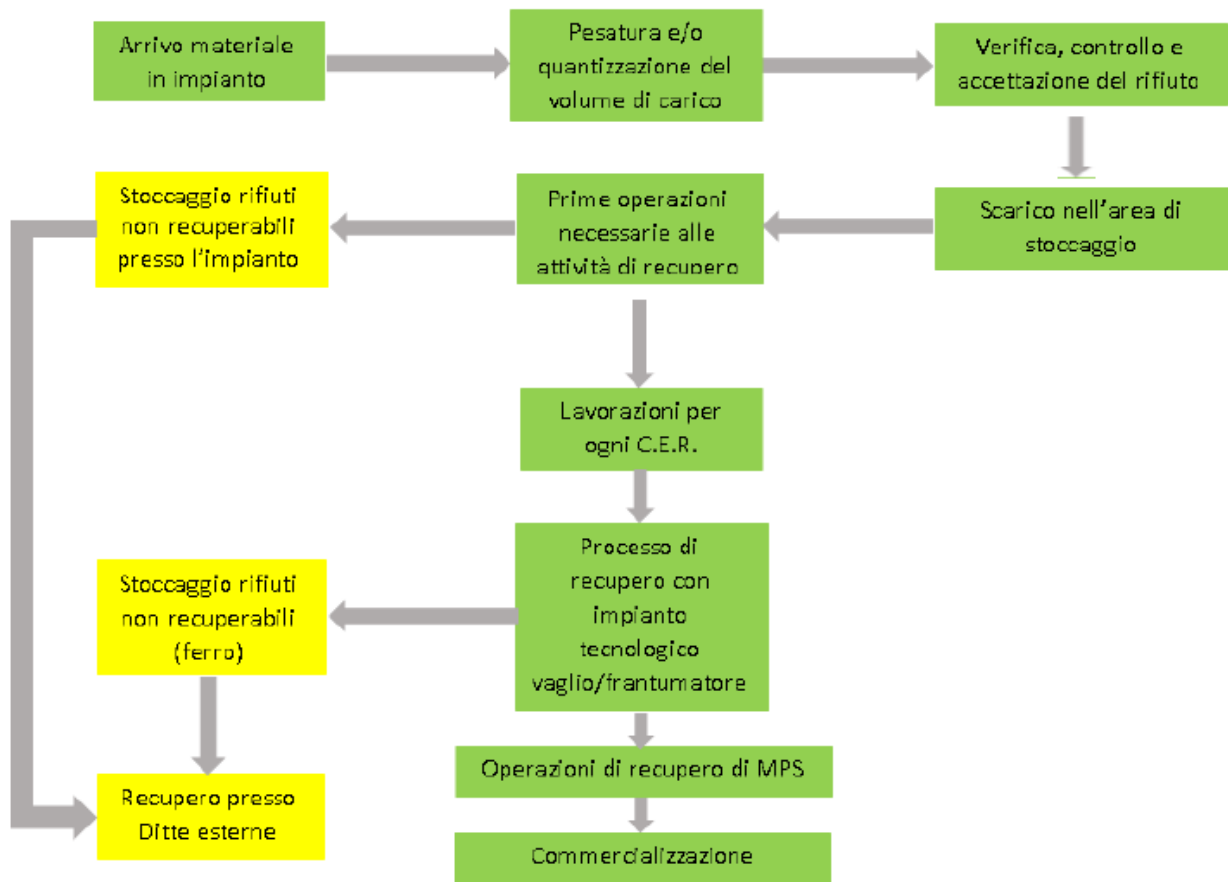 Arrivo materiale
in impianto
Pesatura e/o
quantizzazione del
volume di carico
Verifica, controllo e
accettazione del rifiuto
Stoccaggio rifiuti
non recuperabili
presso l'impianto
Prime operazioni
necessarie alle
attività di recupero
Scarico nell'area di
stoccaggio
Lavorazioni per
ogni C.E.R.
Stoccaggio rifiuti
non recuperabili
(ferro)
Processo di
recupero con
impianto
tecnologico
vaglio/frantumatore
Operazioni di recupero di MPS
Recupero presso
Ditte esterne
Commercializzazione